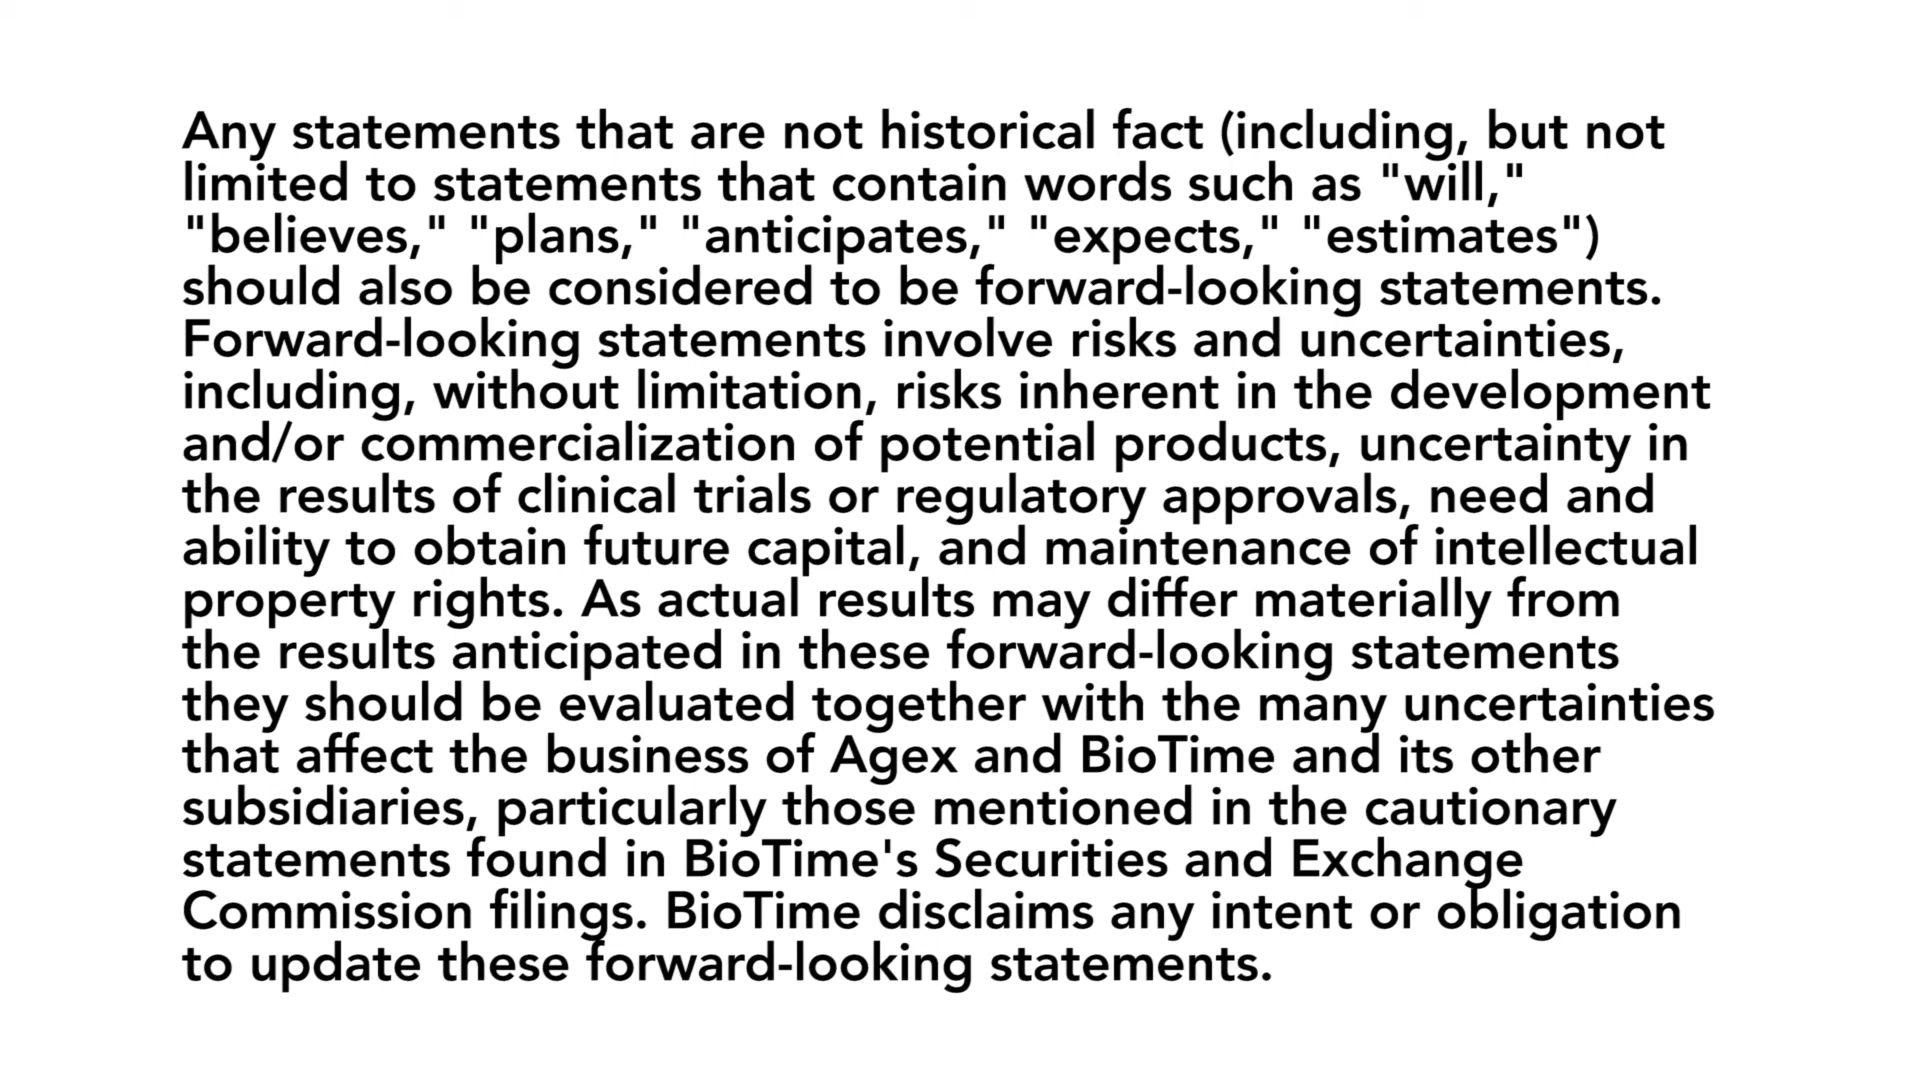 Any statements that are not historical fact (including, but not
limited to statements that contain words such as "will,"
"believes," "plans," "anticipates," "expects," "estimates")
should also be considered to be forward-looking statements.
Forward-looking statements involve risks and uncertainties,
including, without limitation, risks inherent in the development
and/or commercialization of potential products, uncertainty in
the results of clinical trials or regulatory approvals, need and
ability to obtain future capital, and maintenance of intellectual
property rights. As actual results may differ materially from
the results anticipated in these forward-looking statements
they should be evaluated together with the many uncertainties
that affect the business of Agex and BioTime and its other
subsidiaries, particularly those mentioned in the cautionary
statements found in BioTime's Securities and Exchange
Commission filings. BioTime disclaims any intent or obligation
to update these forward-looking statements.